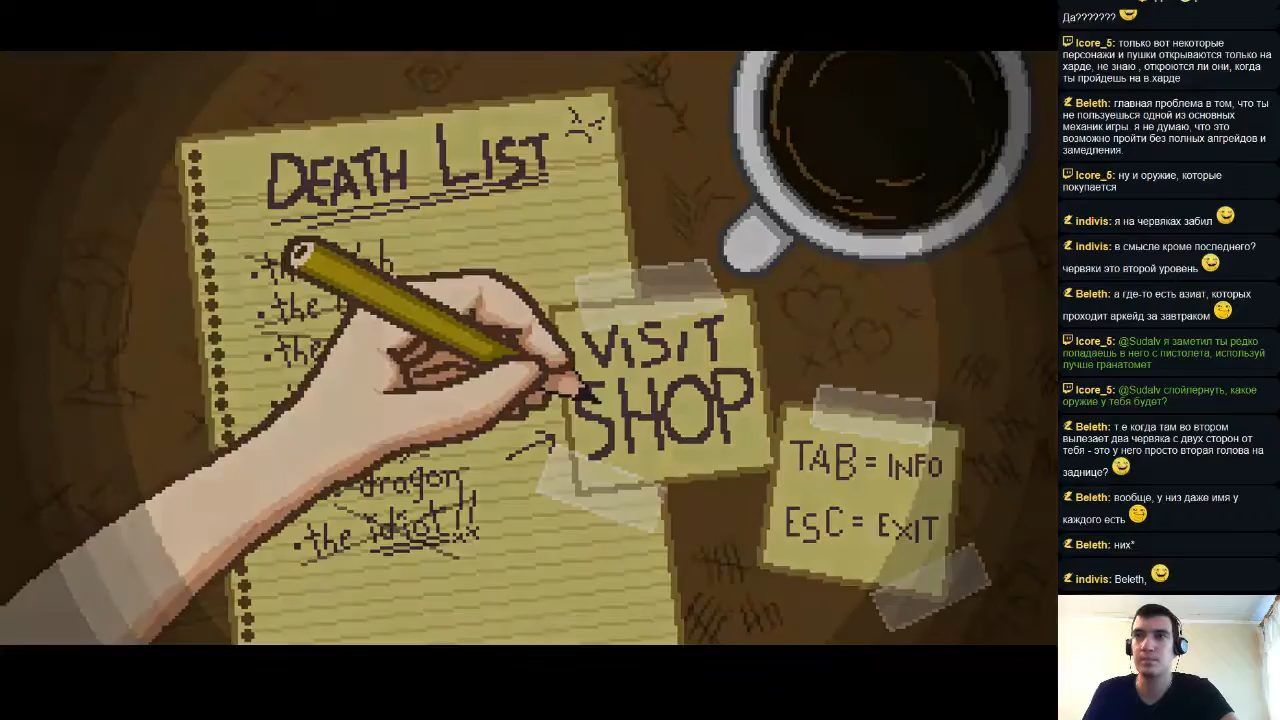 DEATH LIST
• the
• the
• the
dragon
• the idiot!!
VISIT
SHOP
TAB = INFO
ESC = EXIT
Да???????
Icore_5: только вот некоторые
персонажи и пушки открываются только на
харде, не знаю , откроются ли они, когда
ты пройдешь на в.харде
Beleth: главная проблема в том, что ты
не пользуешься одной из основных
механик игры. я не думаю, что это
возможно пройти без полных апгрейдов и
замедления.
Icore_5: ну и оружие, которые
покупается
indivis: я на червяках забил
indivis: в смысле кроме последнего?
червяки это второй уровень
Beleth: а где-то есть азиат, которых
проходит аркейд за завтраком
Icore_5: @Sudalv я заметил ты редко
попадаешь в него с пистолета, используй
лучше гранатомет
Icore_5: @Sudalv спойлернуть, какое
оружие у тебя будет?
Beleth: т.е когда там во втором
вылезает два червяка с двух сторон от
тебя - это у него просто вторая голова на
заднице?
Beleth: вообще, у низ даже имя у
каждого есть
Beleth: них*
indivis: Beleth,